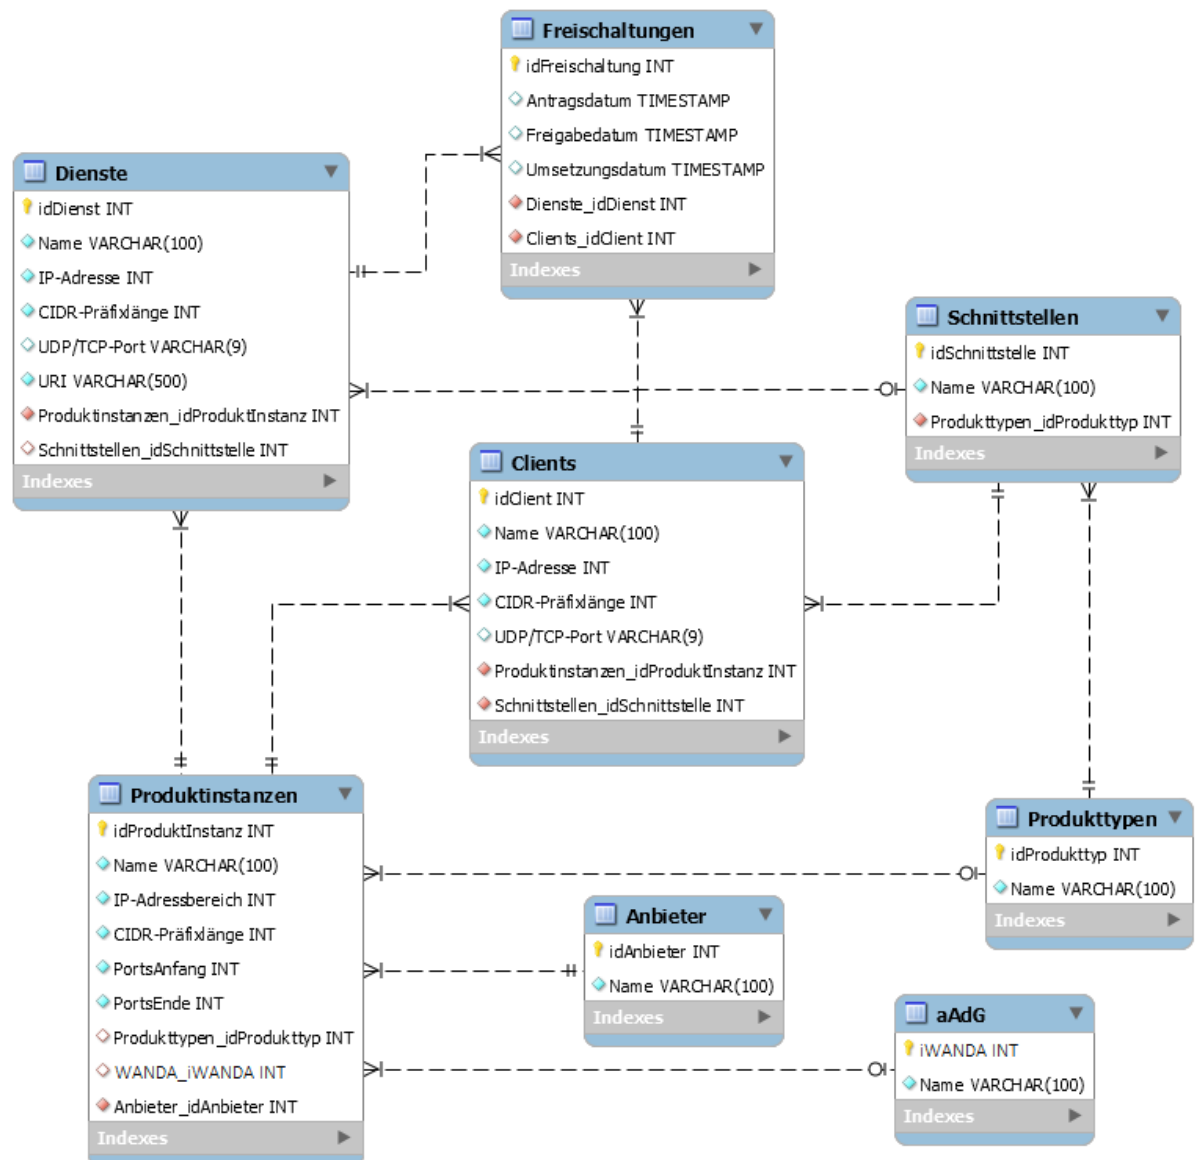 Freischaltungen
idFreischaltung INT
Antragsdatum TIMESTAMP
Freigabedatum TIMESTAMP
Umsetzungsdatum TIMESTAMP
Dienste_idDienst INT
Clients_idClient INT
Indexes
Dienste
idDienst INT
Name VARCHAR(100)
IP-Adresse INT
CIDR-Präfixlänge INT
UDP/TCP-Port VARCHAR(9)
URI VARCHAR(500)
Produktinstanzen_idProduktInstanz INT
Schnittstellen_idSchnittstelle INT
Indexes
Schnittstellen
idSchnittstelle INT
Name VARCHAR(100)
Produkttypen_idProdukttyp INT
Indexes
Clients
idClient INT
Name VARCHAR(100)
IP-Adresse INT
CIDR-Präfixlänge INT
UDP/TCP-Port VARCHAR(9)
Produktinstanzen_idProduktInstanz INT
Schnittstellen_idSchnittstelle INT
Indexes
Produktinstanzen
idProduktInstanz INT
Name VARCHAR(100)
IP-Adressbereich INT
CIDR-Präfixlänge INT
PortsAnfang INT
PortsEnde INT
Produkttypen_idProdukttyp INT
WANDA_iWANDA INT
Anbieter_idAnbieter INT
Indexes
Produkttypen
idProdukttyp INT
Name VARCHAR(100)
Indexes
Anbieter
idAnbieter INT
Name VARCHAR(100)
Indexes
aAdG
iWANDA INT
Name VARCHAR(100)
Indexes